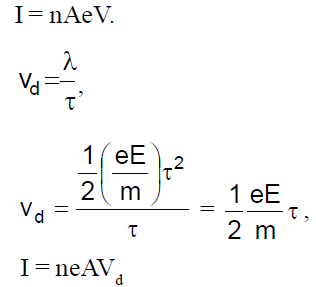 I = nAeV.
v_d = λ/τ,
v_d = (1/2 (eE/m) τ²)/τ = 1/2 eE/m τ ,
I = neAV_d